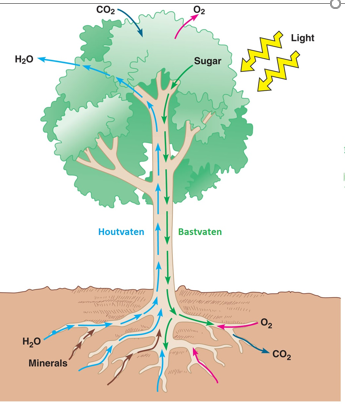 CO₂
O₂
Light
H₂O
Sugar
Houtvaten
Bastvaten
O₂
H₂O
CO₂
Minerals